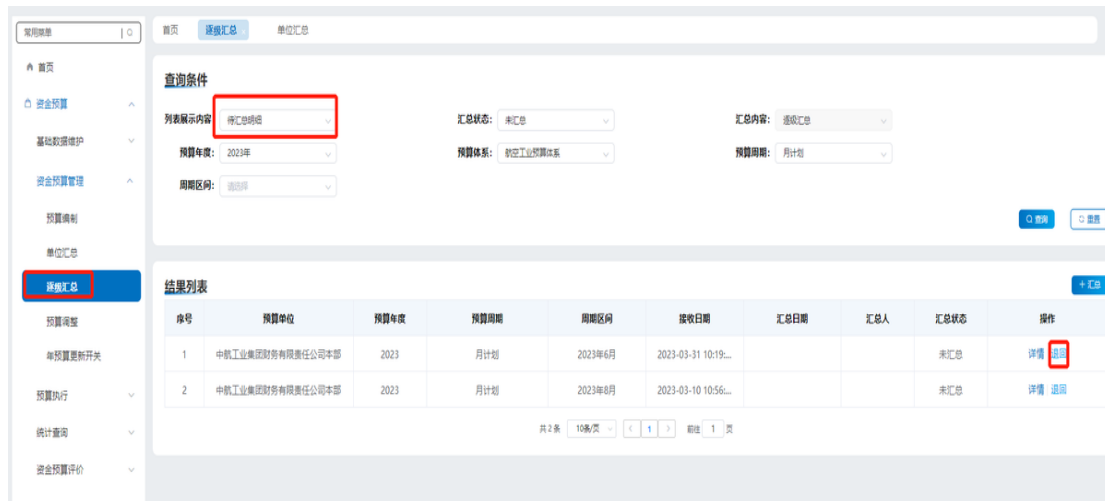 常用菜单
首页 逐级汇总 单位汇总
首页
资金预算
基础数据维护
资金预算管理
预算编制
单位汇总
逐级汇总
预算调整
年预算更新开关
预算执行
统计查询
资金预算评价
查询条件
列表展示内容 待汇总明细 汇总状态: 未汇总 汇总内容: 逐级汇总
预算年度: 2023年 预算体系: 航空工业预算体系 预算周期: 月计划
周期区间: 请选择
查询 重置
结果列表
+ 汇总
序号 预算单位 预算年度 预算周期 周期区间 接收日期 汇总日期 汇总人 汇总状态 操作
1 中航工业集团财务有限责任公司本部 2023 月计划 2023年6月 2023-03-31 10:19:... 未汇总 详情 退回
2 中航工业集团财务有限责任公司本部 2023 月计划 2023年8月 2023-03-10 10:56:... 未汇总 详情 退回
共2条 10条/页 < 1 > 前往 1 页